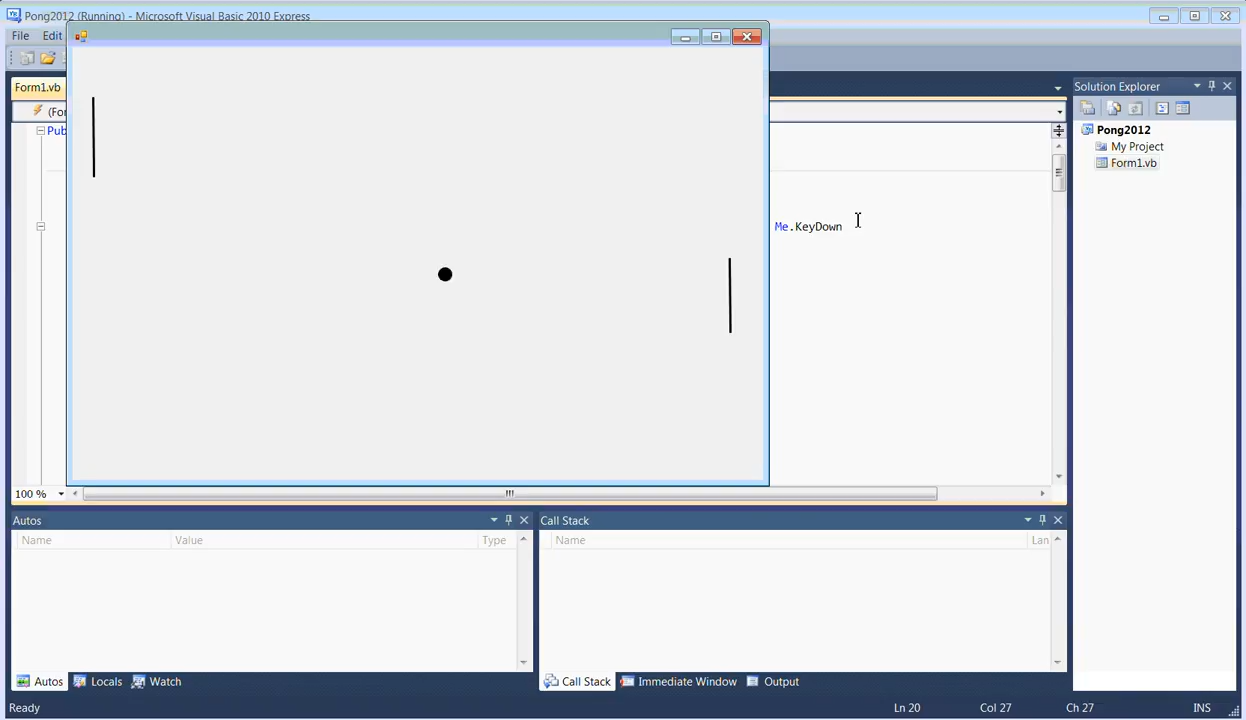 Pong2012 (Running) - Microsoft Visual Basic 2010 Express
File Edit
Form1.vb
(For
Pub
Me.KeyDown
100 %
Solution Explorer
Pong2012
My Project
Form1.vb
Autos
Name Value Type
Call Stack
Name Lan
Autos Locals Watch
Call Stack Immediate Window Output
Ready Ln 20 Col 27 Ch 27 INS